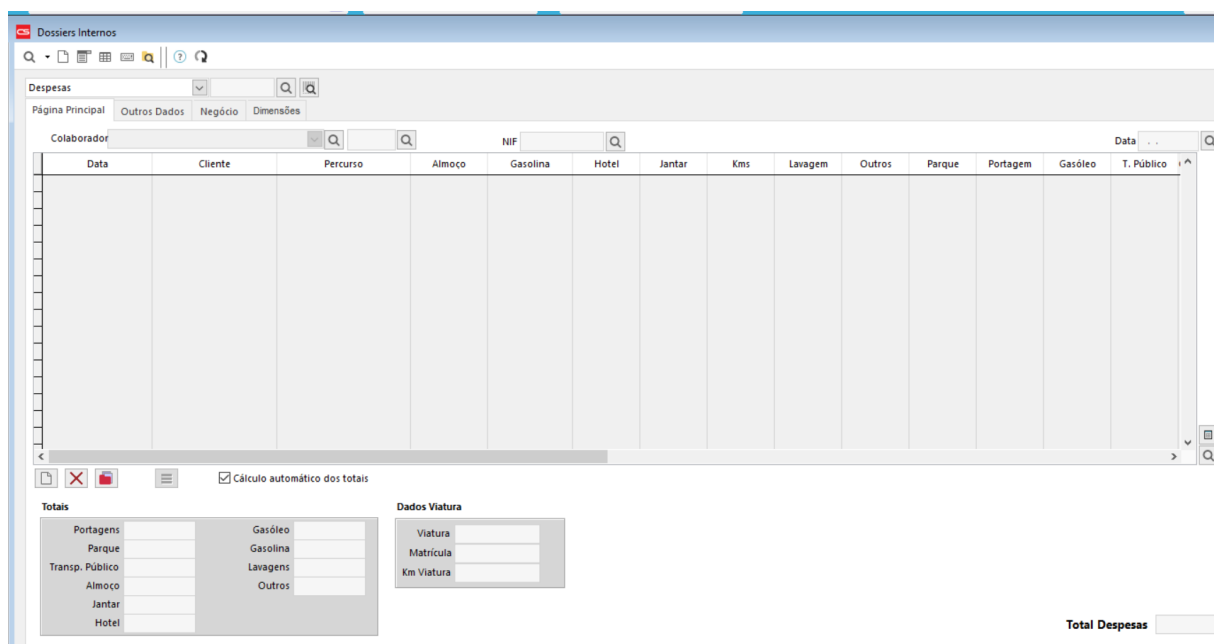 Dossiers Internos
Despesas
Página Principal Outros Dados Negócio Dimensões
Colaborador NIF Data . .
Data Cliente Percurso Almoço Gasolina Hotel Jantar Kms Lavagem Outros Parque Portagem Gasóleo T. Público
Cálculo automático dos totais
Totais Dados Viatura
Portagens Gasóleo Viatura
Parque Gasolina Matrícula
Transp. Público Lavagens Km Viatura
Almoço Outros
Jantar
Hotel
Total Despesas